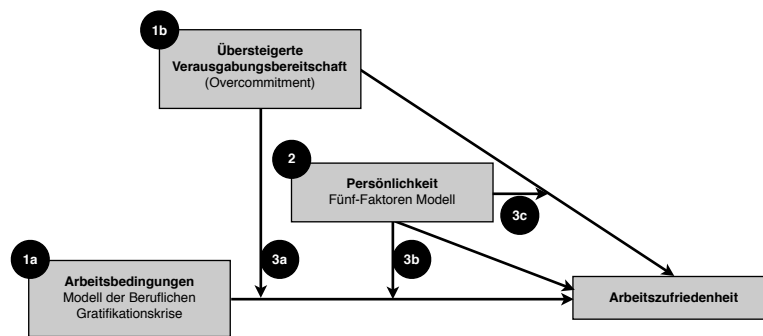 1b
Übersteigerte
Verausgabungsbereitschaft
(Overcommitment)
2
Persönlichkeit
Fünf-Faktoren Modell
3c
1a
3a
3b
Arbeitsbedingungen
Modell der Beruflichen
Gratifikationskrise
Arbeitszufriedenheit